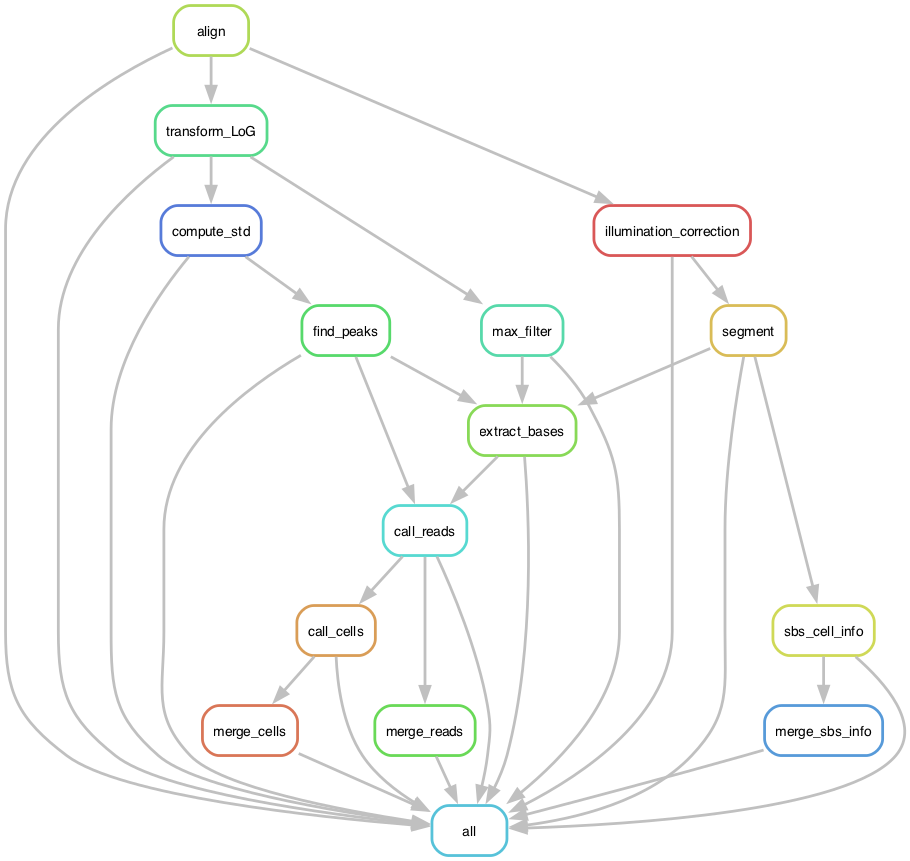 align
transform_LoG
compute_std
illumination_correction
find_peaks
max_filter
segment
extract_bases
call_reads
call_cells
sbs_cell_info
merge_cells
merge_reads
merge_sbs_info
all